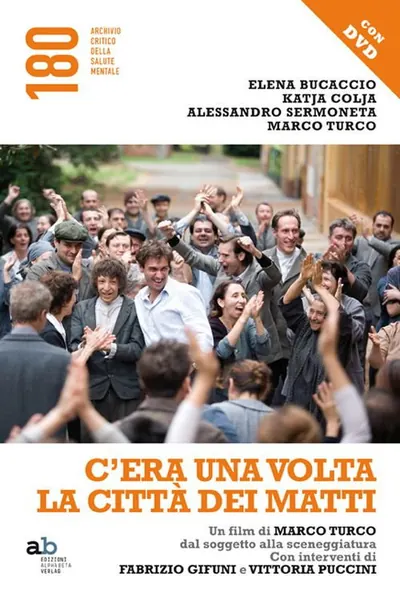 180
ARCHIVIO
CRITICO
DELLA
SALUTE
MENTALE
CON
DVD
ELENA BUCACCIO
KATJA COLJA
ALESSANDRO SERMONETA
MARCO TURCO
C'ERA UNA VOLTA
LA CITTÀ DEI MATTI
Un film di MARCO TURCO
dal soggetto alla sceneggiatura
Con interventi di
FABRIZIO GIFUNI e VITTORIA PUCCINI
ab
EDIZIONI
ALPHABETA
VERLAG